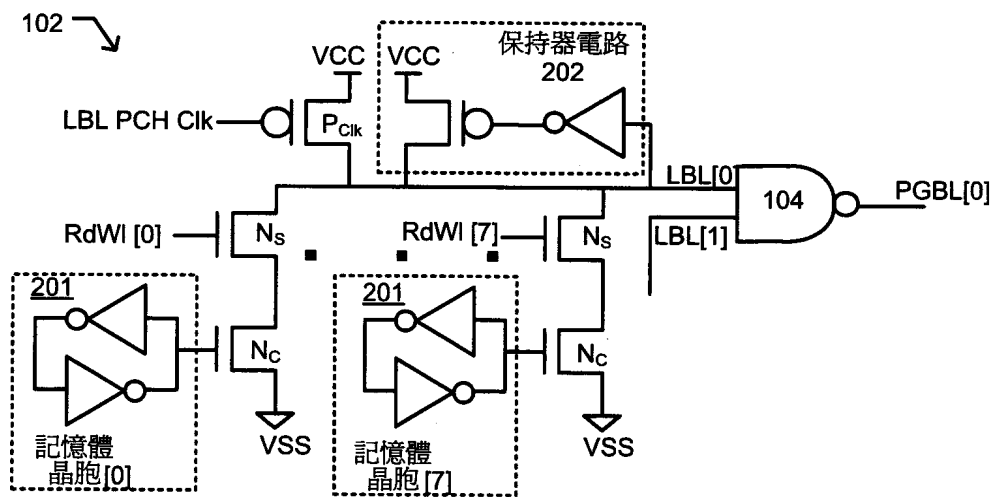 102
VCC
VCC
保持器電路
202
LBL PCH Clk
PClk
LBL[0]
104
PGBL[0]
RdWl [0]
NS
RdWl [7]
NS
LBL[1]
201
NC
201
NC
VSS
VSS
記憶體
晶胞[0]
記憶體
晶胞[7]